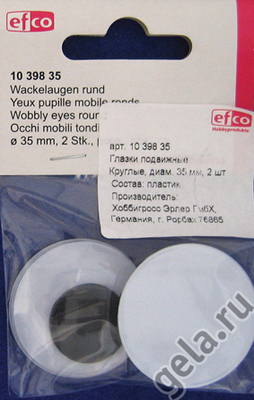 efco
10 398 35
Wackelaugen rund
Yeux pupille mobile ronds
Wobbly eyes roun
Occhi mobili tondi
ø 35 mm, 2 Stk.,
efco
Hobbyprodukte
арт. 10 398 35
Глазки подвижные
Круглые, диам. 35 мм, 2 шт
Состав: пластик
Производитель:
Хоббигросс Эрлер ГмбХ,
Германия, г. Рорбах 76865
gela.ru